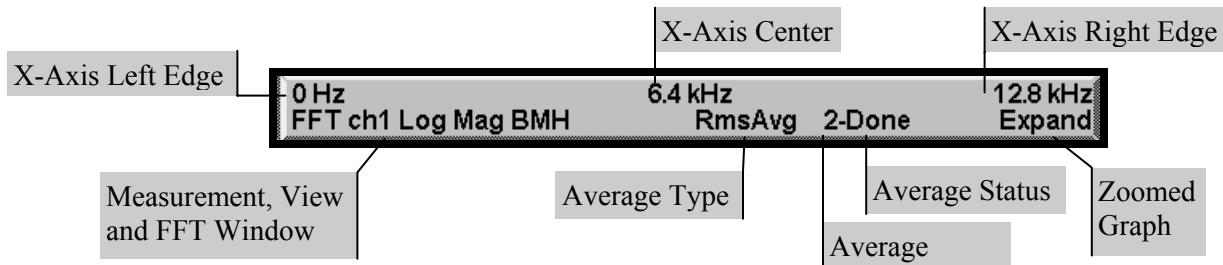 X-Axis Center
X-Axis Right Edge
X-Axis Left Edge
0 Hz 6.4 kHz 12.8 kHz
FFT ch1 Log Mag BMH RmsAvg 2-Done Expand
Measurement, View
and FFT Window
Average Type
Average Status
Zoomed
Graph
Average